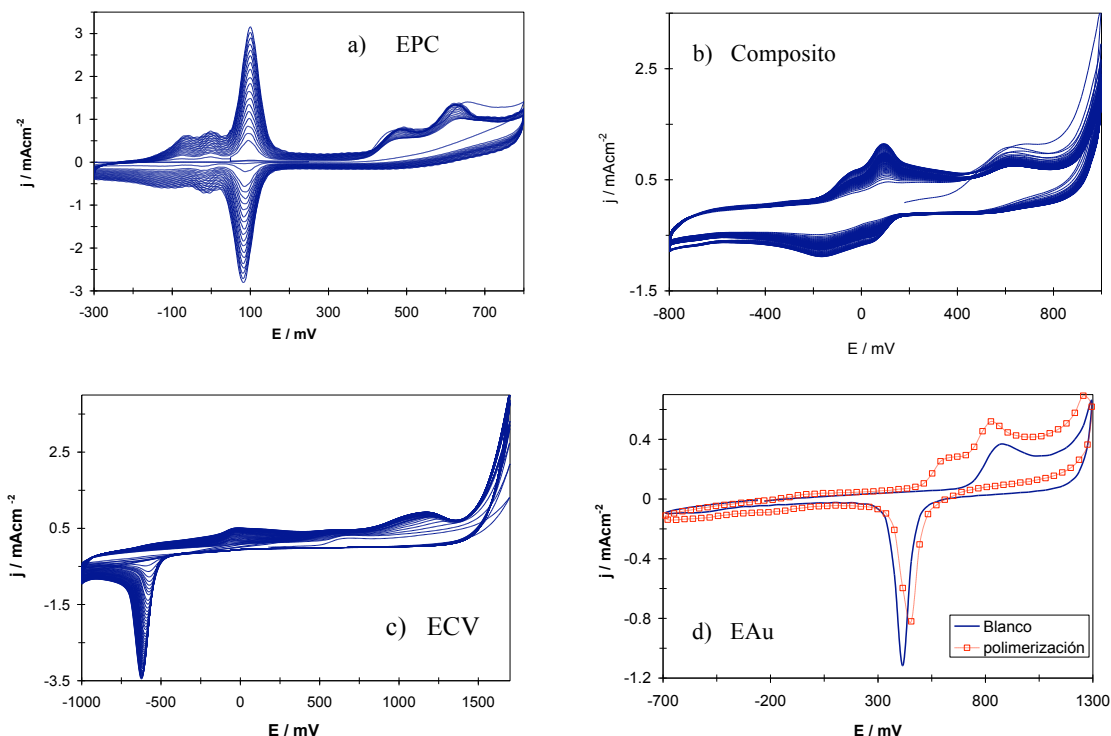 a) EPC
j / mAcm-2
3
2
1
0
1
2
3
-300
-100
100
300
500
700
E / mV
b) Composito
j / mAcm-2
2.5
0.5
-1.5
-800
-400
0
400
800
E / mV
c) ECV
j / mAcm-2
2.5
0.5
-1.5
-3.5
-1000
-500
0
500
1000
1500
E / mV
d) EAu
j / mAcm-2
0.4
0
-0.4
-0.8
-1.2
-700
-200
300
800
1300
E / mV
Blanco
polimerización